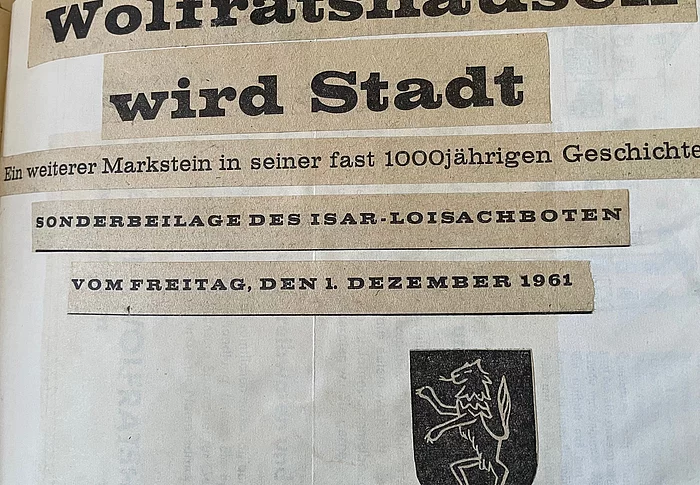 Wolfratshausen
wird Stadt
Ein weiterer Markstein in seiner fast 1000jährigen Geschichte
SONDERBEILAGE DES ISAR-LOISACHBOTEN
VOM FREITAG, DEN 1. DEZEMBER 1961